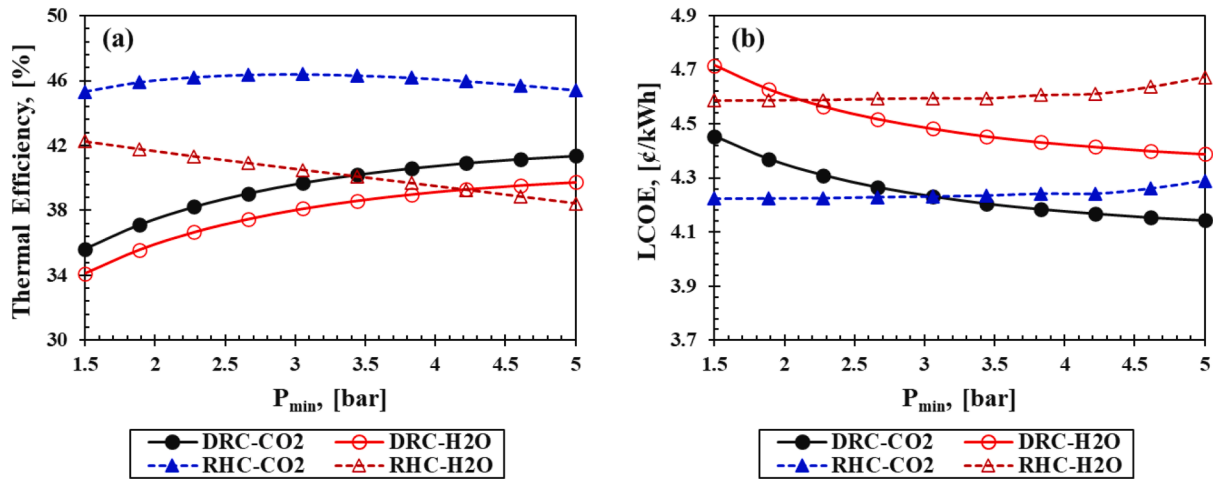 (a)
Thermal Efficiency, [%]
50
46
42
38
34
30
1.5 2 2.5 3 3.5 4 4.5 5
P_min, [bar]
DRC-CO2 DRC-H2O
RHC-CO2 RHC-H2O
(b)
LCOE, [¢/kWh]
4.9
4.7
4.5
4.3
4.1
3.9
3.7
1.5 2 2.5 3 3.5 4 4.5 5
P_min, [bar]
DRC-CO2 DRC-H2O
RHC-CO2 RHC-H2O